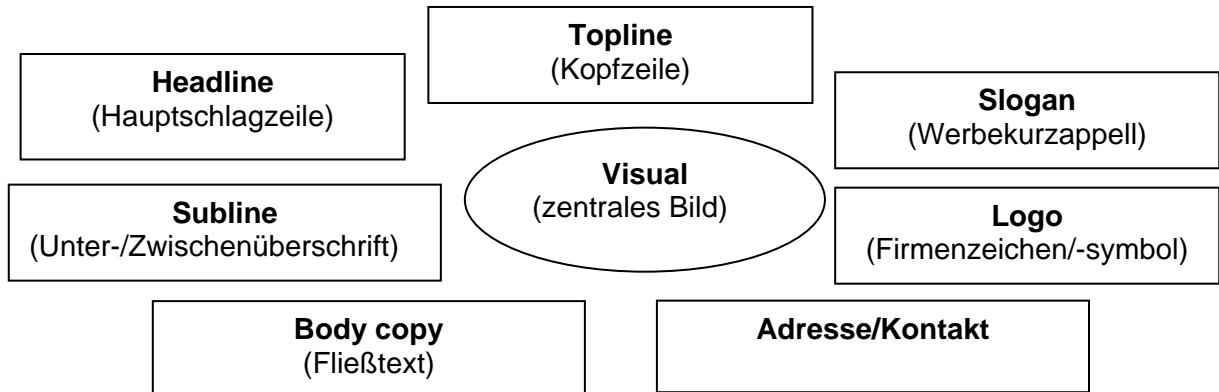 Topline
(Kopfzeile)
Headline
(Hauptschlagzeile)
Slogan
(Werbekurzappell)
Visual
(zentrales Bild)
Subline
(Unter-/Zwischenüberschrift)
Logo
(Firmenzeichen/-symbol)
Body copy
(Fließtext)
Adresse/Kontakt